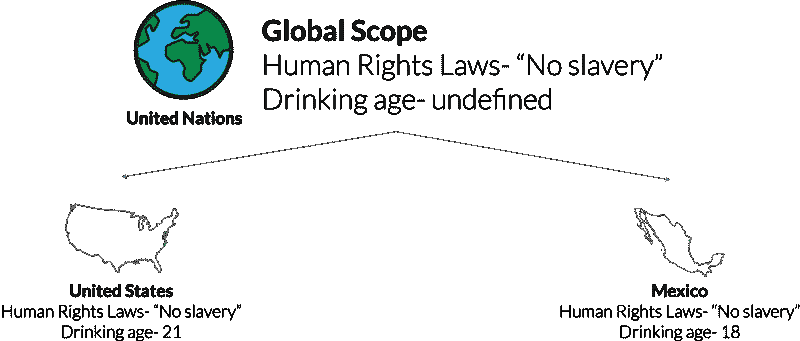 Global Scope
Human Rights Laws- “No slavery”
Drinking age- undefined
United Nations
United States
Human Rights Laws- “No slavery”
Drinking age- 21
Mexico
Human Rights Laws- “No slavery”
Drinking age- 18